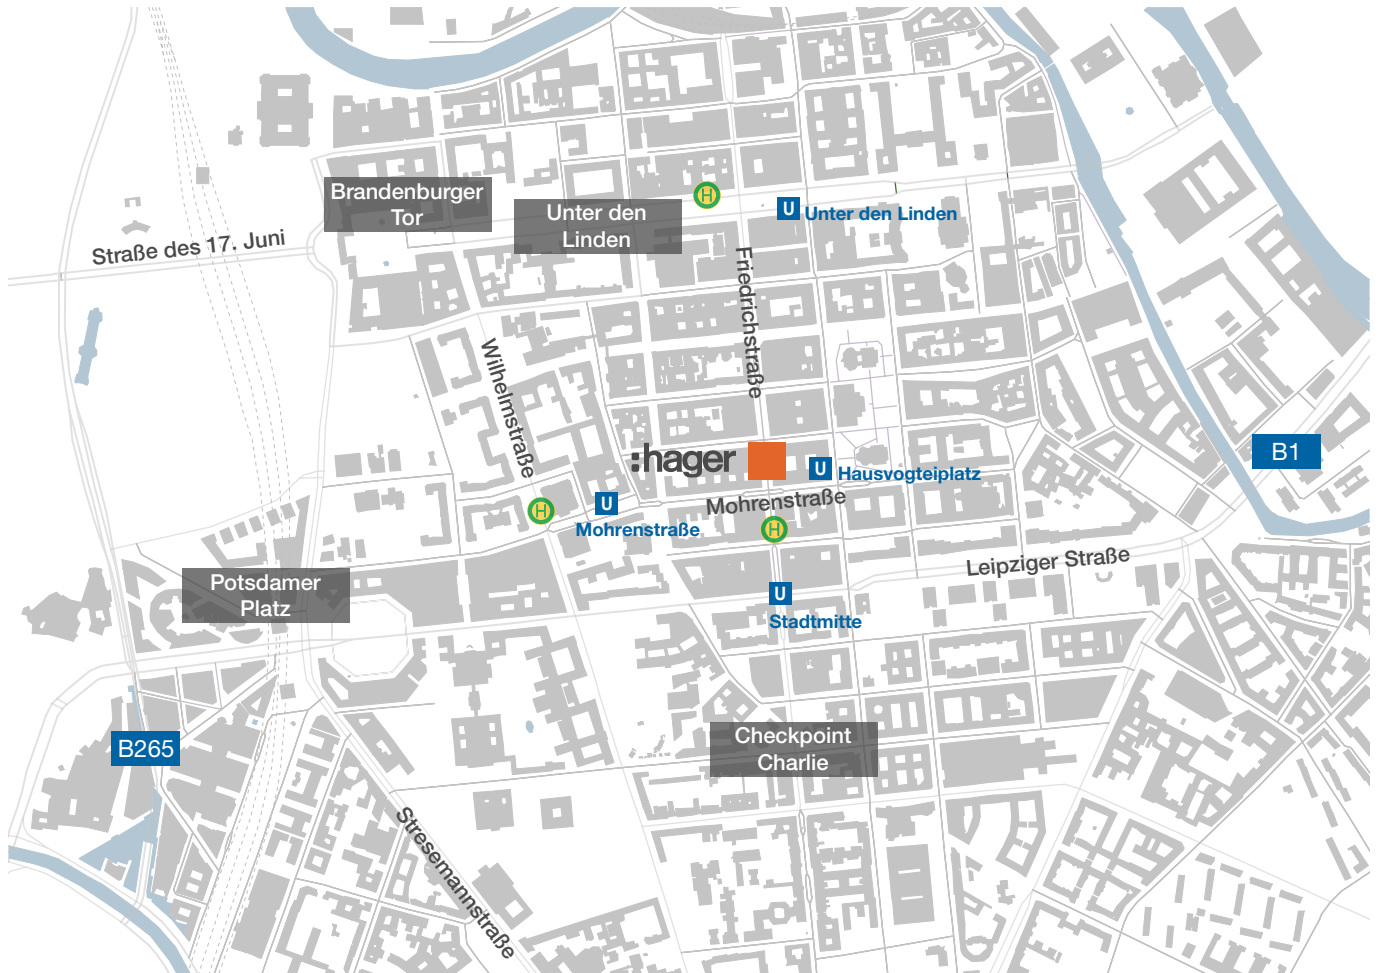 Brandenburger
Tor
Unter den
Linden
H
U
Unter den Linden
Straße des 17. Juni
Friedrichstraße
Wilhelmstraße
:hager
U
Hausvogteiplatz
B1
H
U
Mohrenstraße
Mohrenstraße
H
Leipziger Straße
Potsdamer
Platz
U
Stadtmitte
Checkpoint
Charlie
B265
Stresemannstraße